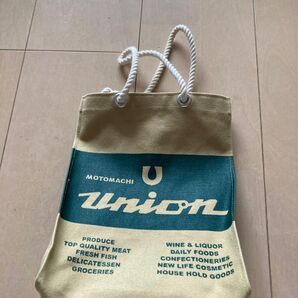 MOTOMACHI
Union
PRODUCE
TOP QUALITY MEAT
FRESH FISH
DELICATESSEN
GROCERIES
WINE & LIQUOR
DAILY FOODS
CONFECTIONERIES
NEW LIFE COSMETIC
HOUSE HOLD GOODS